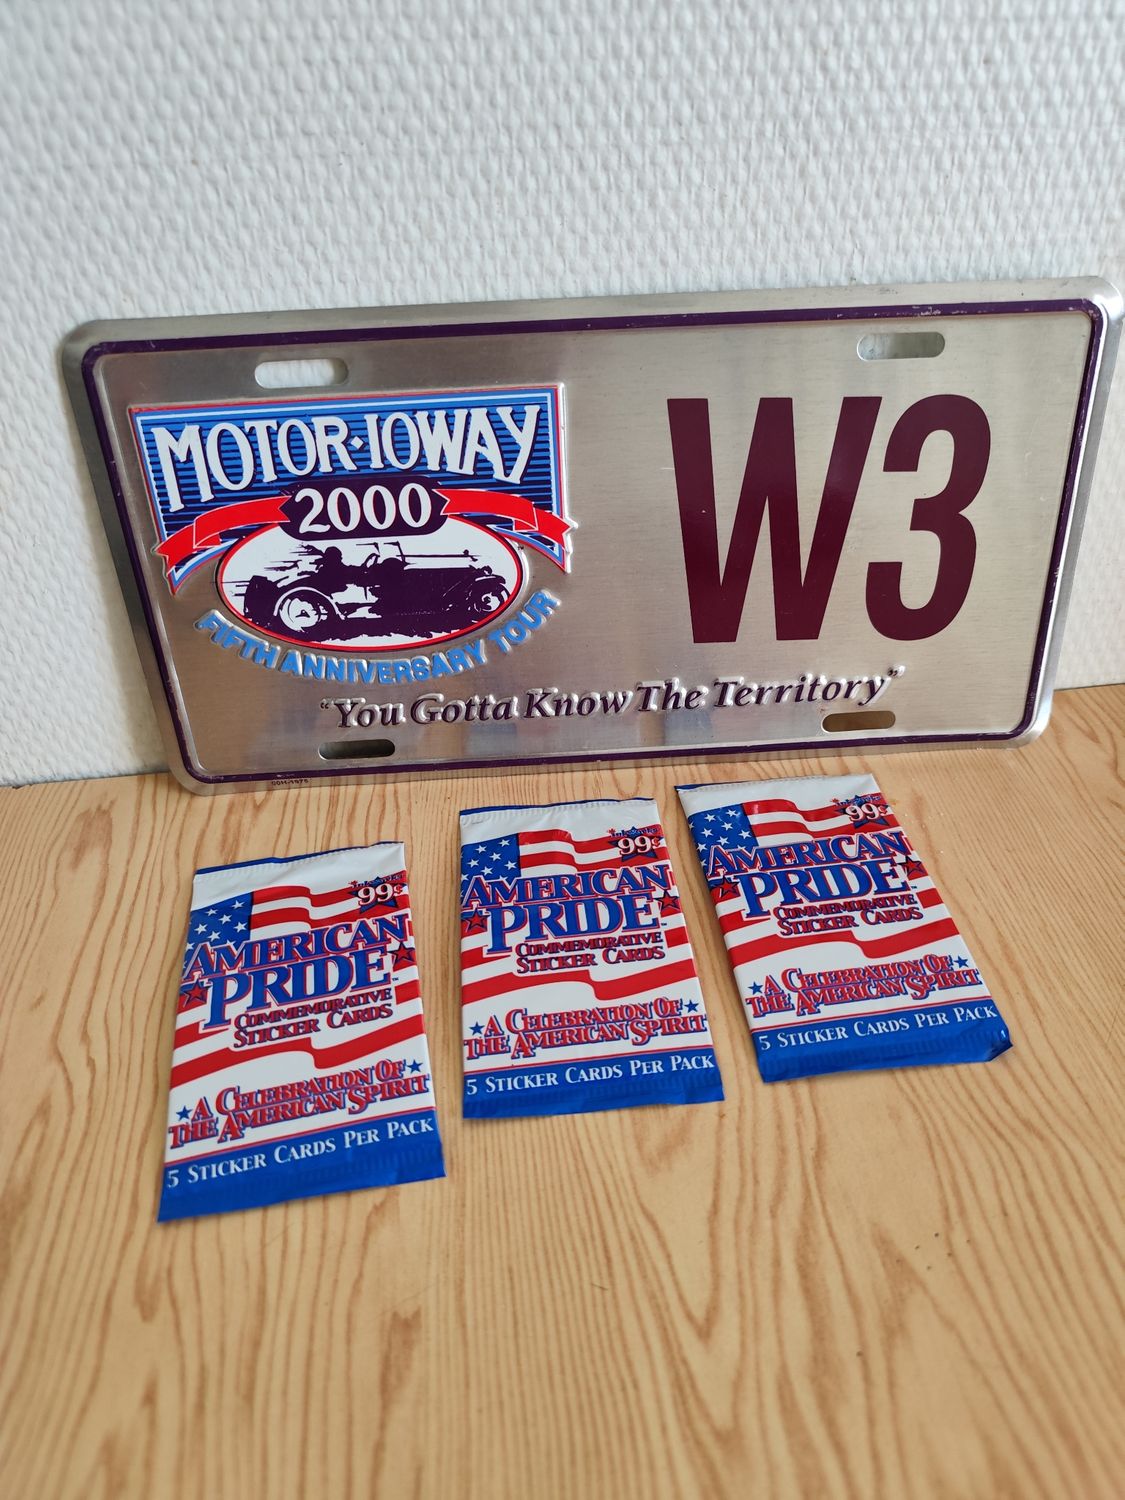 MOTOR·IOWAY
2000
FIFTH ANNIVERSARY TOUR
W3
"You Gotta Know The Territory"
99¢
AMERICAN
PRIDE™
COMMEMORATIVE
STICKER CARDS
A CELEBRATION OF
THE AMERICAN SPIRIT
5 STICKER CARDS PER PACK
99¢
AMERICAN
PRIDE™
COMMEMORATIVE
STICKER CARDS
A CELEBRATION OF
THE AMERICAN SPIRIT
5 STICKER CARDS PER PACK
99¢
AMERICAN
PRIDE™
COMMEMORATIVE
STICKER CARDS
A CELEBRATION OF
THE AMERICAN SPIRIT
5 STICKER CARDS PER PACK